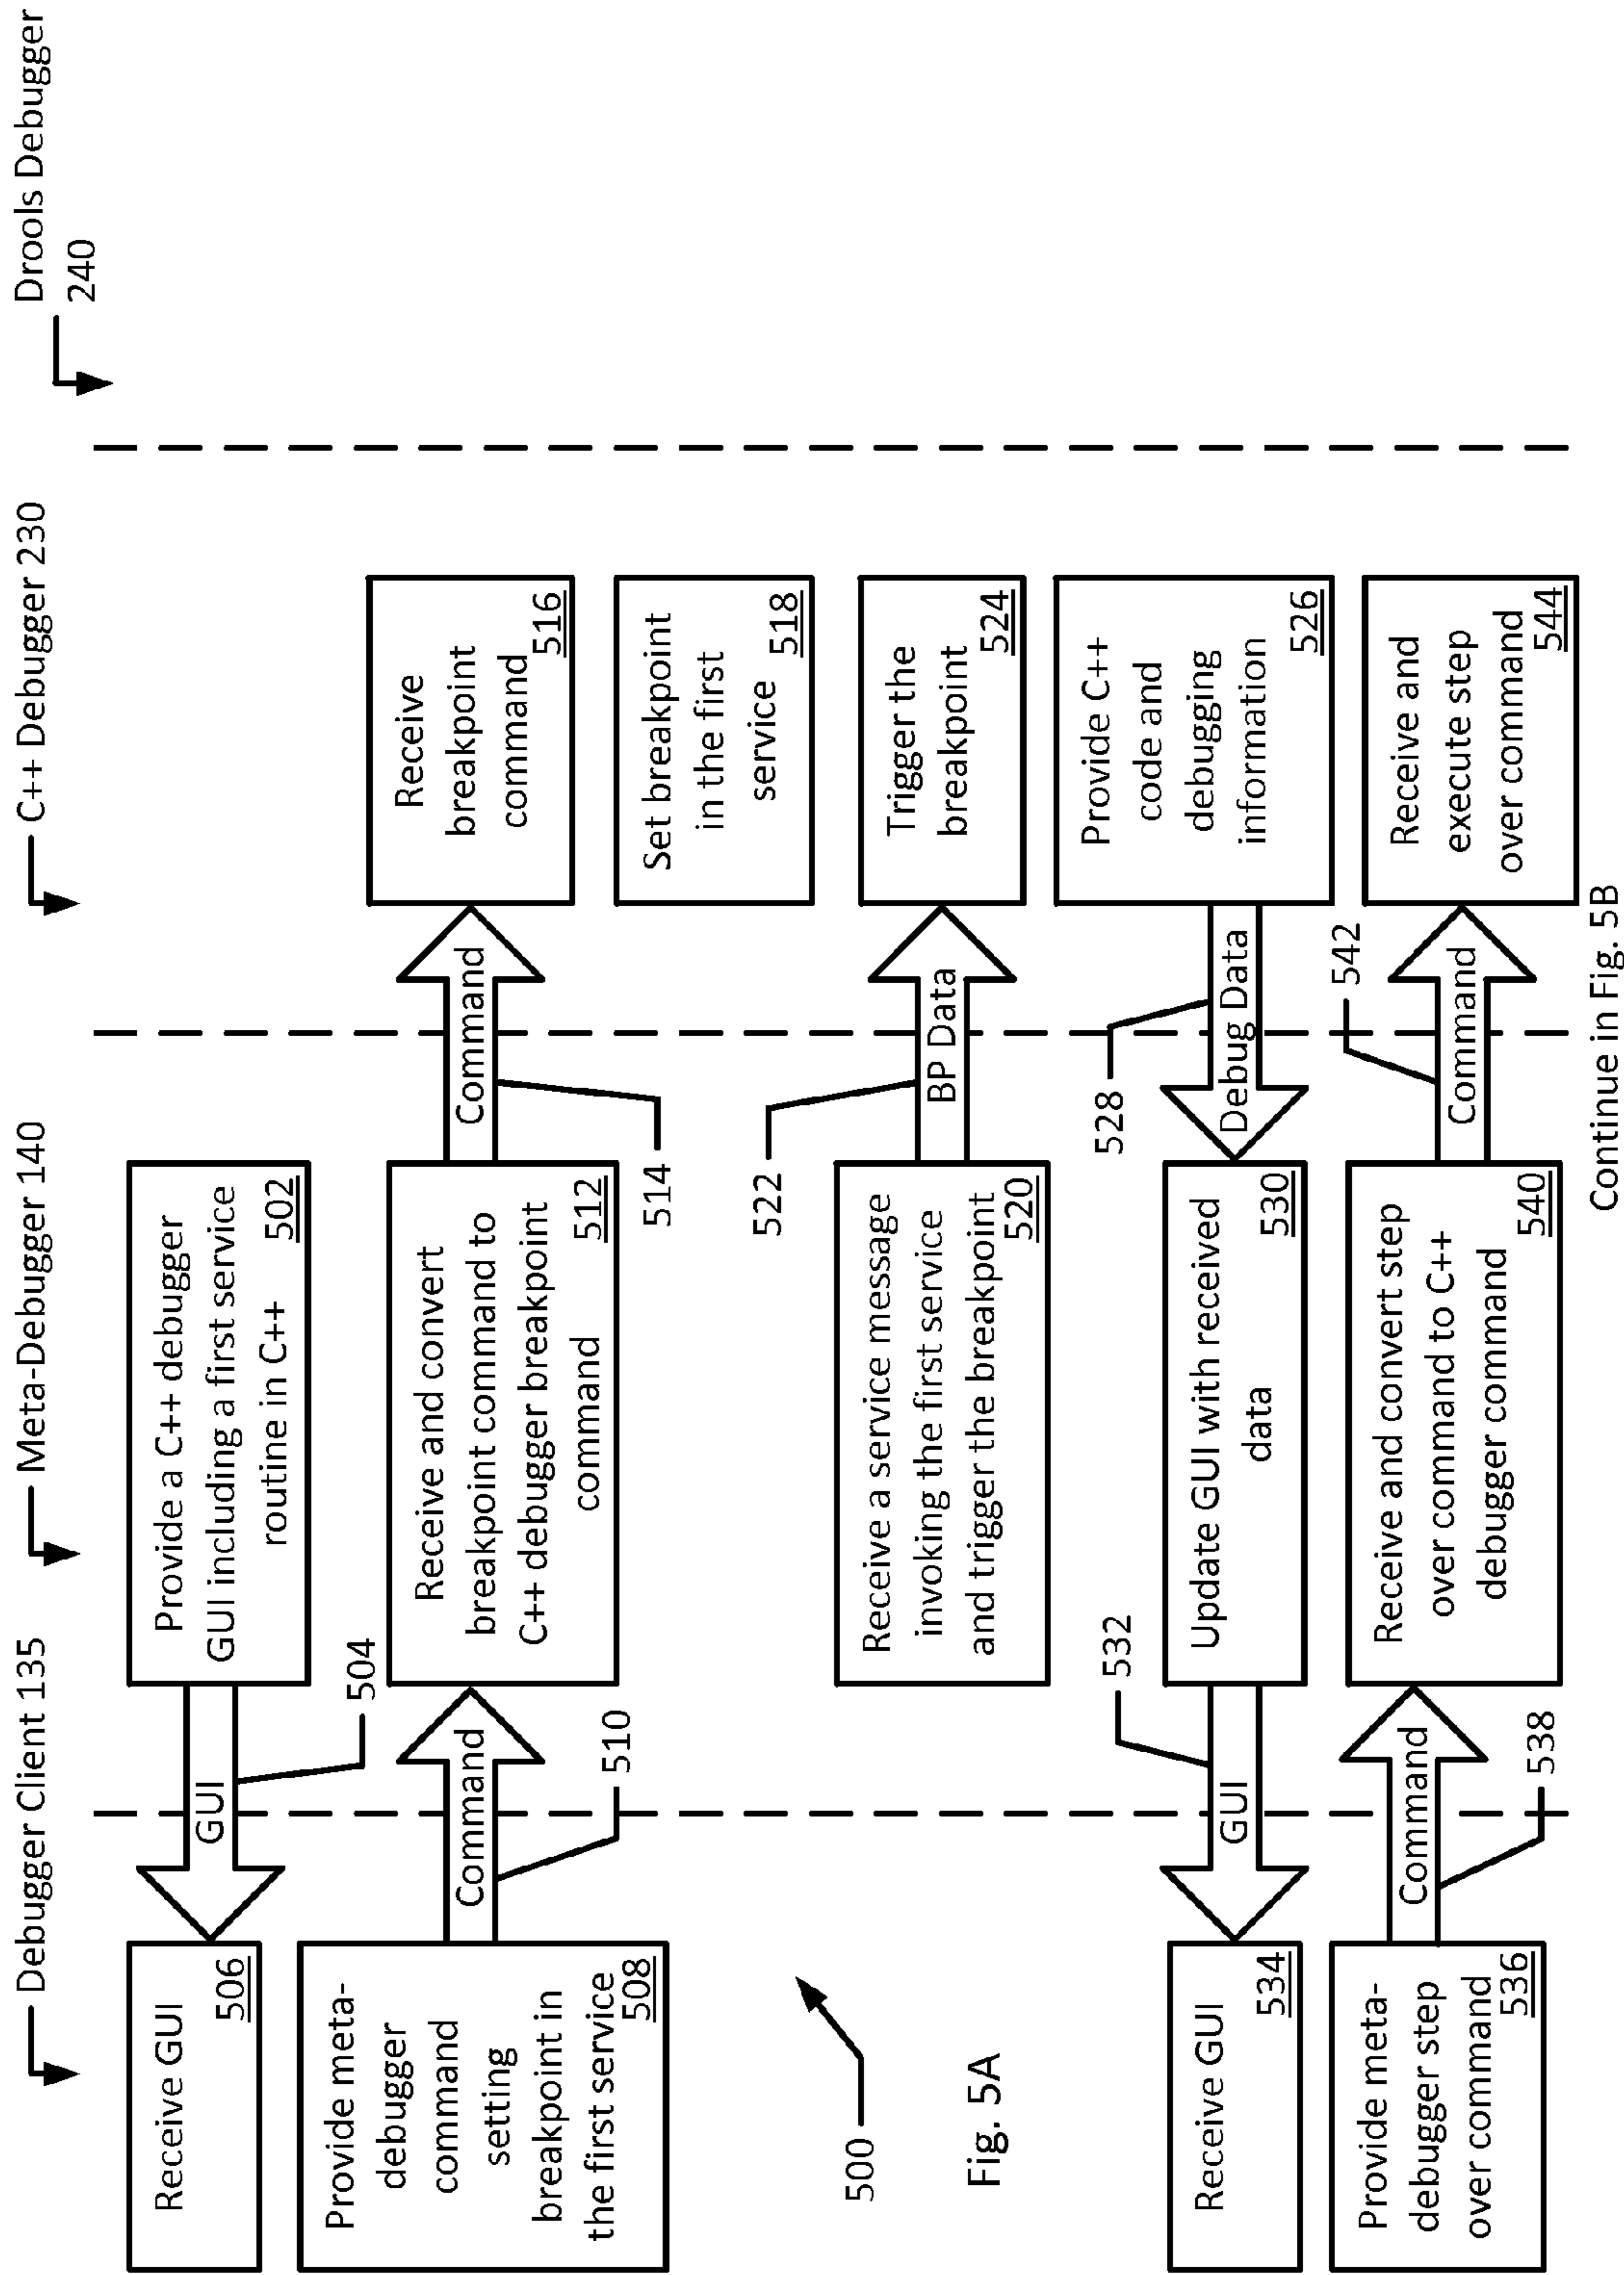 Debugger Client 135
Meta-Debugger 140
C++ Debugger 230
Drools Debugger
240
Provide a C++ debugger
GUI including a first service
routine in C++
502
GUI
504
Receive GUI
506
Provide meta-
debugger
command
setting
breakpoint in
the first service
508
Command
510
Receive and convert
breakpoint command to
C++ debugger breakpoint
command
512
Command
514
Receive
breakpoint
command
516
Set breakpoint
in the first
service
518
Receive a service message
invoking the first service
and trigger the breakpoint
520
BP Data
522
Trigger the
breakpoint
524
Provide C++
code and
debugging
information
526
Debug Data
528
Update GUI with received
data
530
GUI
532
Receive GUI
534
Provide meta-
debugger step
over command
536
Command
538
Receive and convert step
over command to C++
debugger command
540
Command
542
Receive and
execute step
over command
544
500
Fig. 5A
Continue in Fig. 5B